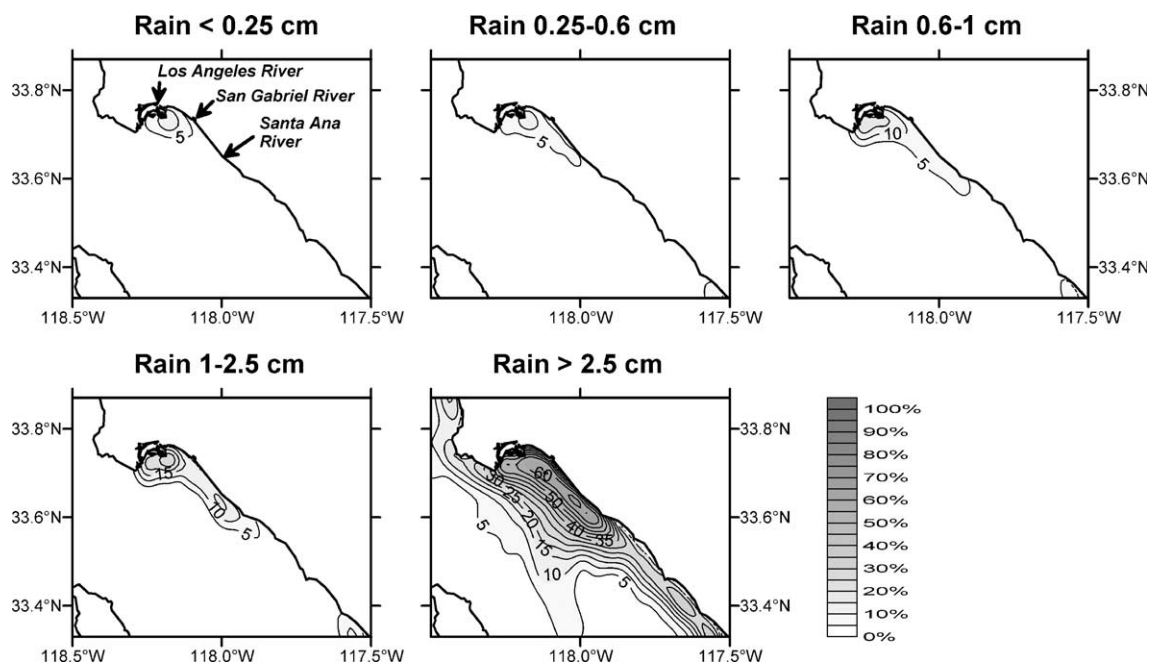 Rain < 0.25 cm
Rain 0.25-0.6 cm
Rain 0.6-1 cm
33.8°N
33.6°N
33.4°N
Los Angeles River
San Gabriel River
Santa Ana
River
5
118.5°W
118.0°W
117.5°W
5
118.0°W
117.5°W
10
5
33.8°N
33.6°N
33.4°N
118.0°W
117.5°W
Rain 1-2.5 cm
Rain > 2.5 cm
33.8°N
33.6°N
33.4°N
15
10
5
118.5°W
118.0°W
117.5°W
60
30
25
50
20
40
35
5
15
10
5
33.8°N
33.6°N
33.4°N
118.0°W
117.5°W
100%
90%
80%
70%
60%
50%
40%
30%
20%
10%
0%